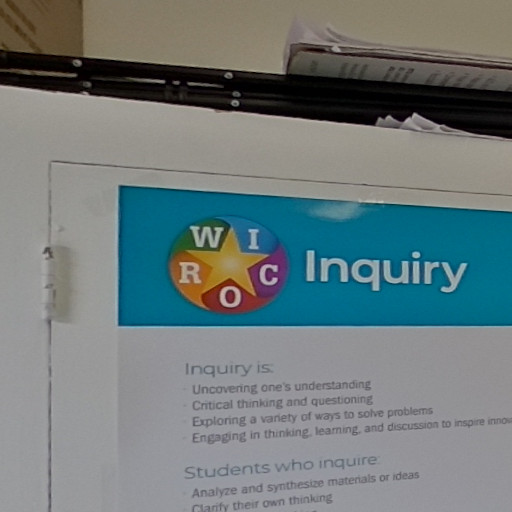 W I
R C
O
Inquiry
Inquiry is:
· Uncovering one's understanding
· Critical thinking and questioning
· Exploring a variety of ways to solve problems
· Engaging in thinking, learning, and discussion to inspire
Students who inquire:
· Analyze and synthesize materials or ideas
· Clarify their own thinking